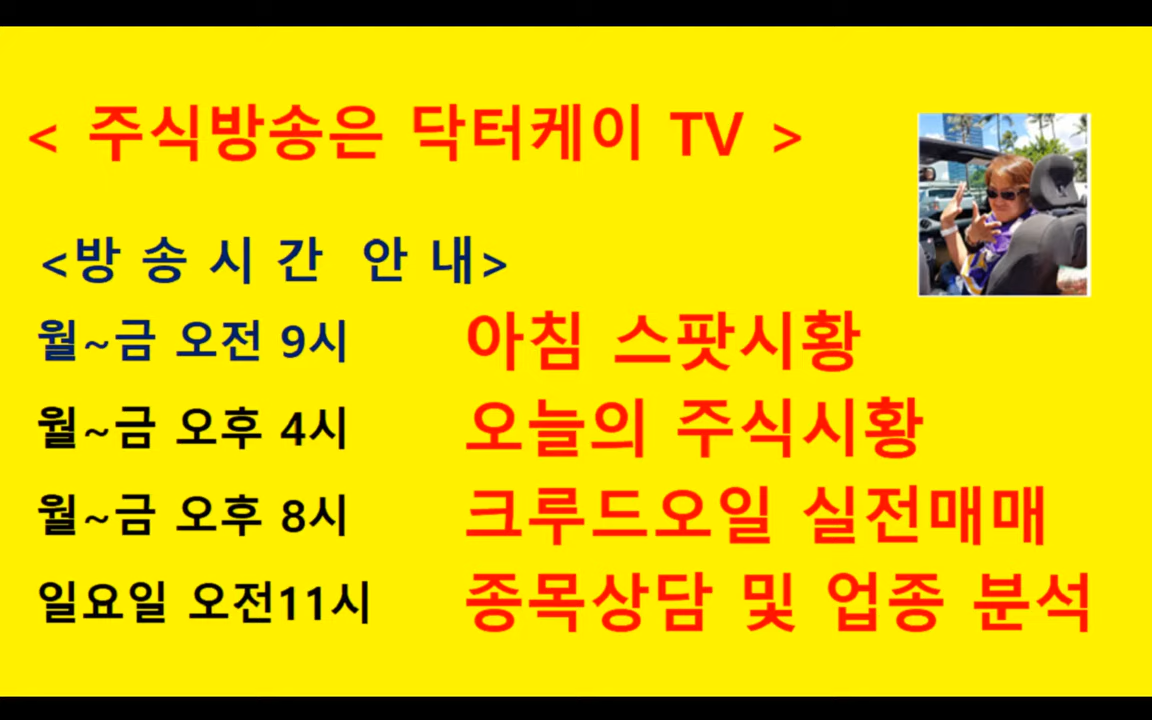 < 주식방송은 닥터케이 TV >
<방 송 시 간 안 내>
월~금 오전 9시 아침 스팟시황
월~금 오후 4시 오늘의 주식시황
월~금 오후 8시 크루드오일 실전매매
일요일 오전11시 종목상담 및 업종 분석